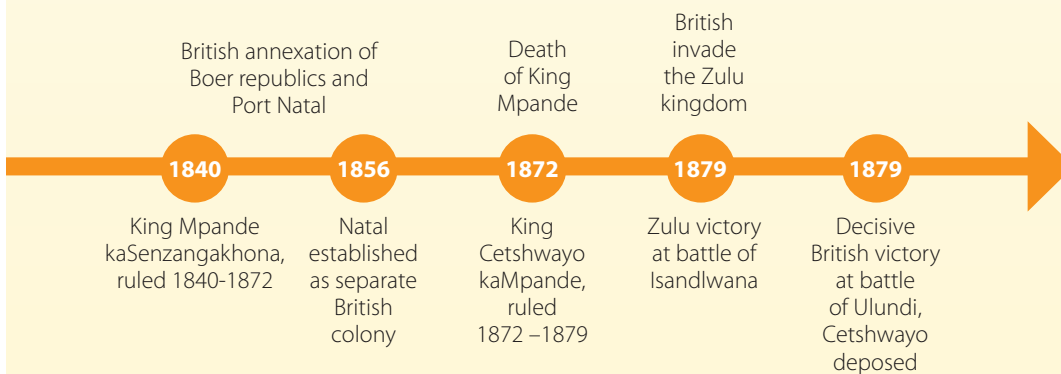 British annexation of
Boer republics and
Port Natal
Death
of King
Mpande
British
invade
the Zulu
kingdom
1840
1856
1872
1879
1879
King Mpande
kaSenzangakhona,
ruled 1840-1872
Natal
established
as separate
British
colony
King
Cetshwayo
kaMpande,
ruled
1872 –1879
Zulu victory
at battle of
Isandlwana
Decisive
British victory
at battle
of Ulundi,
Cetshwayo
deposed